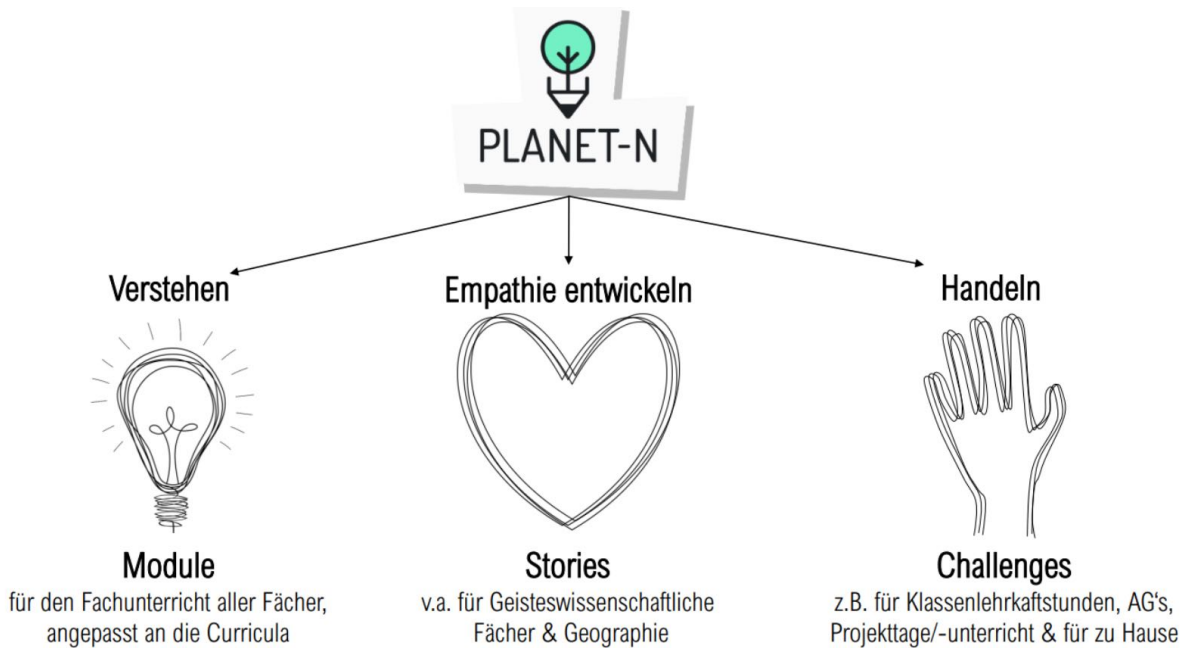 PLANET-N
Verstehen
Empathie entwickeln
Handeln
Module
für den Fachunterricht aller Fächer,
angepasst an die Curricula
Stories
v.a. für Geisteswissenschaftliche
Fächer & Geographie
Challenges
z.B. für Klassenlehrkaftstunden, AG's,
Projekttage/-unterricht & für zu Hause